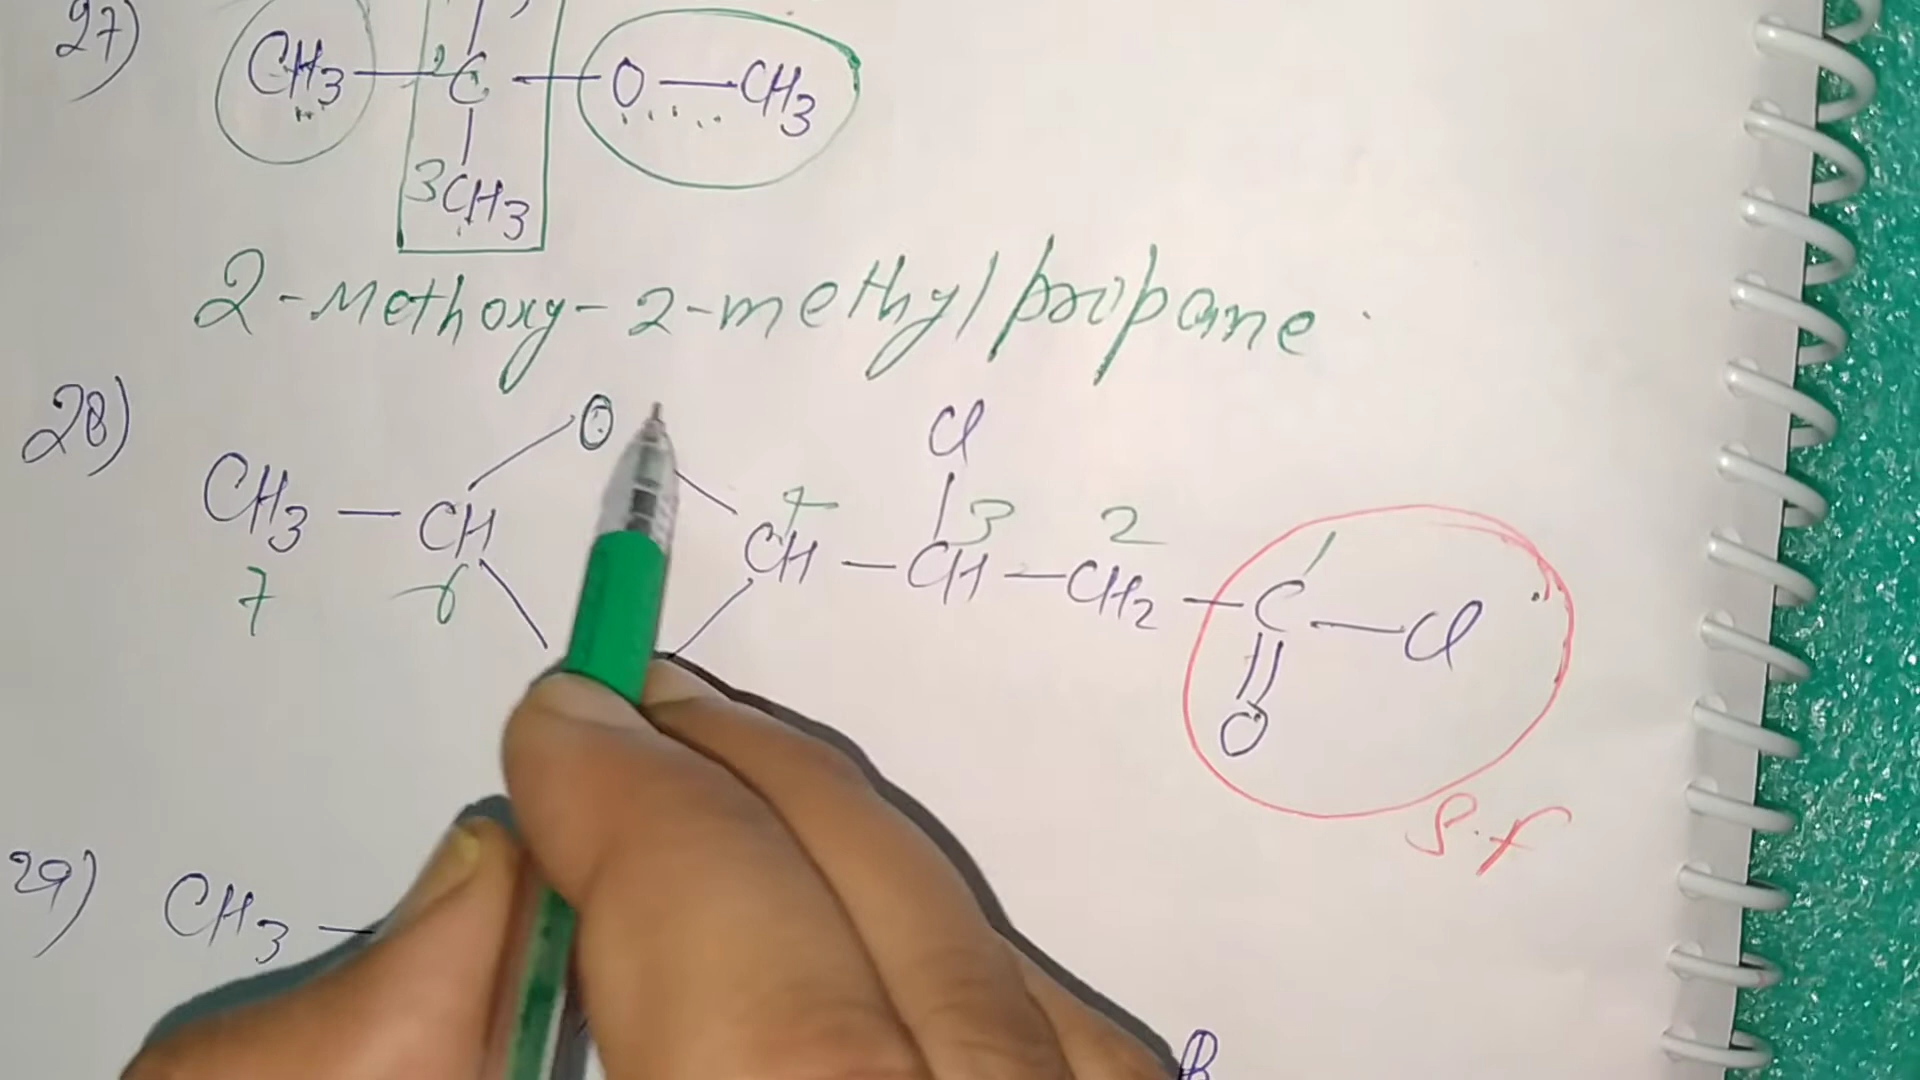 27)
CH3 — C — O — CH3
3CH3
2-Methoxy-2-methylpropane.
28)
O Cl
4 3 2 1
CH3 — CH CH — CH — CH2 — C — Cl
7 6
O
S.f
29) CH3 —